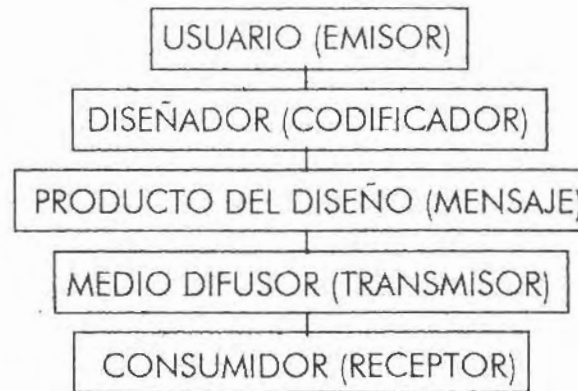 USUARIO (EMISOR)
DISEÑADOR (CODIFICADOR)
PRODUCTO DEL DISEÑO (MENSAJE)
MEDIO DIFUSOR (TRANSMISOR)
CONSUMIDOR (RECEPTOR)